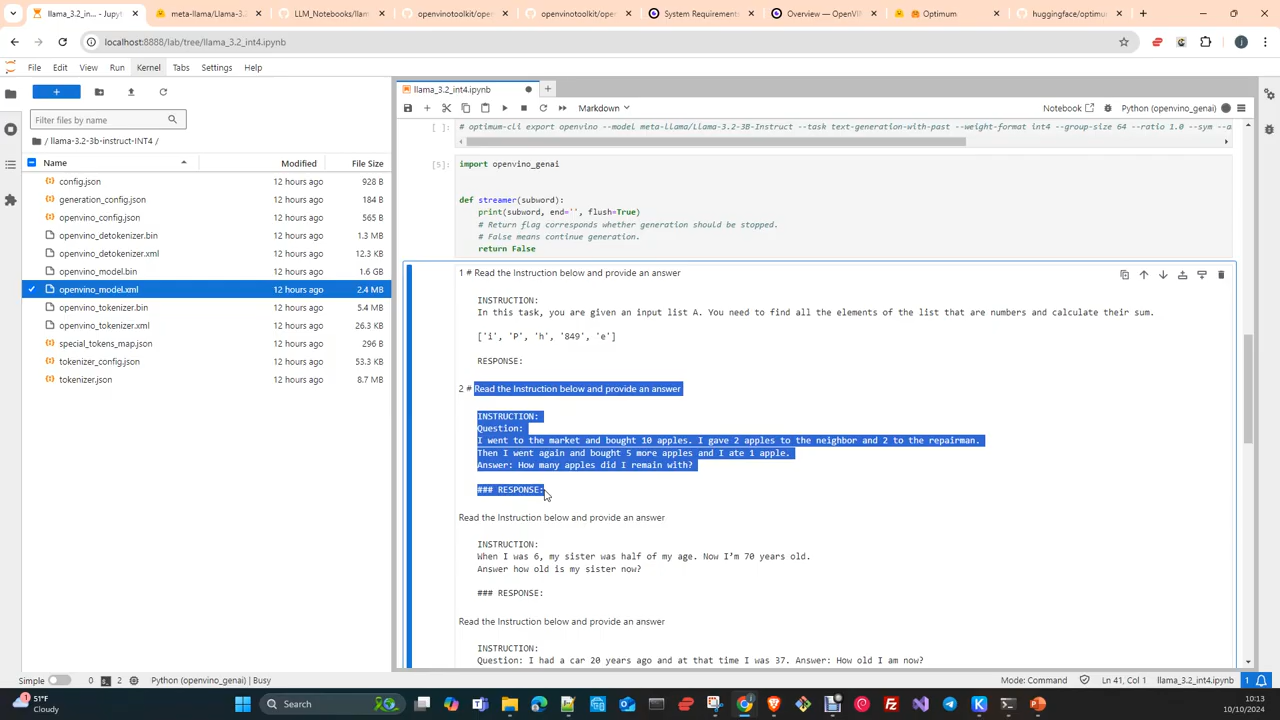 llama_3.2_int4.... - Jupyte
meta-llama/Llama-3.
LLM_Notebooks/llam
openvinotoolkit/ope
openvinotoolkit/ope
System Requirements
Overview — OpenVI
Optimum
huggingface/optimum
localhost:8888/lab/tree/llama_3.2_int4.ipynb
File Edit View Run Kernel Tabs Settings Help
llama_3.2_int4.ipynb
Filter files by name
Markdown
Notebook
Python (openvino_genai)
/ llama-3.2-3b-instruct-INT4 /
Name Modified File Size
config.json 12 hours ago 928 B
generation_config.json 12 hours ago 184 B
openvino_config.json 12 hours ago 565 B
openvino_detokenizer.bin 12 hours ago 1.3 MB
openvino_detokenizer.xml 12 hours ago 12.3 KB
openvino_model.bin 12 hours ago 1.6 GB
openvino_model.xml 12 hours ago 2.4 MB
openvino_tokenizer.bin 12 hours ago 5.4 MB
openvino_tokenizer.xml 12 hours ago 26.3 KB
special_tokens_map.json 12 hours ago 296 B
tokenizer_config.json 12 hours ago 53.3 KB
tokenizer.json 12 hours ago 8.7 MB
[ ]: # optimum-cli export openvino --model meta-llama/Llama-3.2-3B-Instruct --task text-generation-with-past --weight-format int4 --group-size 64 --ratio 1.0 --sym --a
[5]: import openvino_genai
def streamer(subword):
print(subword, end='', flush=True)
# Return flag corresponds whether generation should be stopped.
# False means continue generation.
return False
1 # Read the Instruction below and provide an answer
INSTRUCTION:
In this task, you are given an input list A. You need to find all the elements of the list that are numbers and calculate their sum.
['i', 'P', 'h', '849', 'e']
RESPONSE:
2 # Read the Instruction below and provide an answer
INSTRUCTION:
Question:
I went to the market and bought 10 apples. I gave 2 apples to the neighbor and 2 to the repairman.
Then I went again and bought 5 more apples and I ate 1 apple.
Answer: How many apples did I remain with?
### RESPONSE:
Read the Instruction below and provide an answer
INSTRUCTION:
When I was 6, my sister was half of my age. Now I'm 70 years old.
Answer how old is my sister now?
### RESPONSE:
Read the Instruction below and provide an answer
INSTRUCTION:
Question: I had a car 20 years ago and at that time I was 37. Answer: How old I am now?
Simple 0 2 Python (openvino_genai) | Busy
Mode: Command Ln 41, Col 1 llama_3.2_int4.ipynb 1
51°F
Cloudy
Search
10:13
10/10/2024